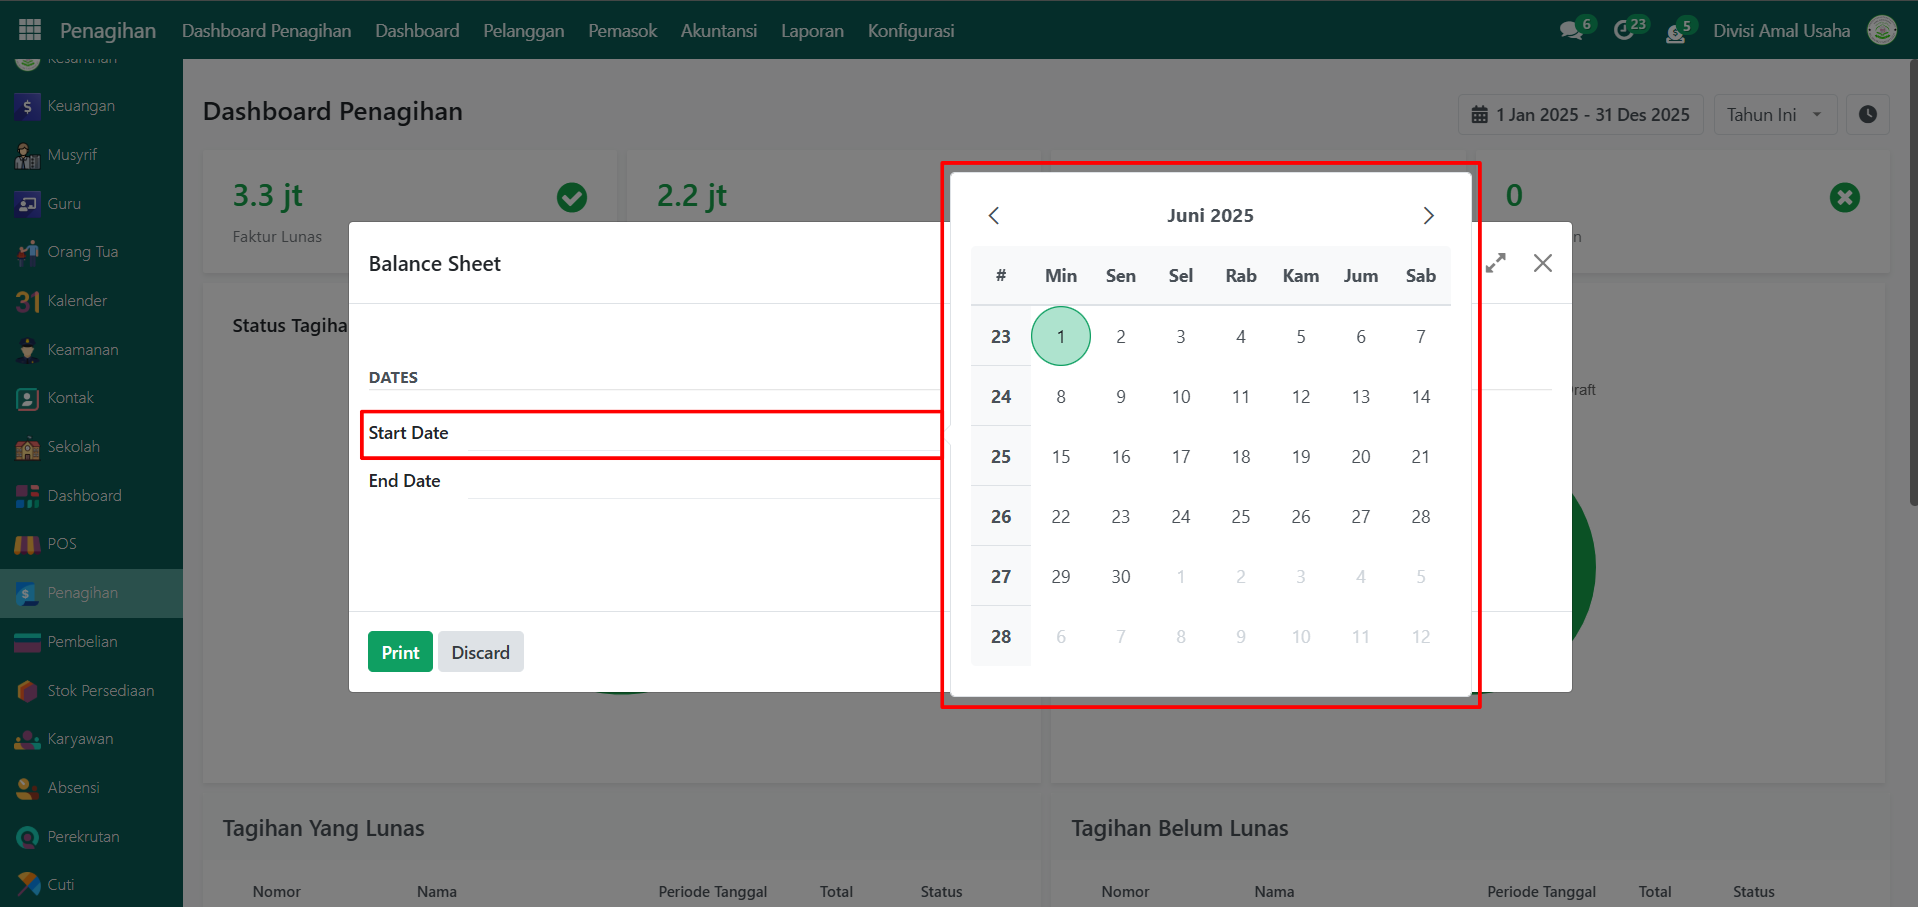 Penagihan Dashboard Penagihan Dashboard Pelanggan Pemasok Akuntansi Laporan Konfigurasi 6 23 5 Divisi Amal Usaha
Kesantrian
Keuangan
Musyrif
Guru
Orang Tua
31 Kalender
Keamanan
Kontak
Sekolah
Dashboard
POS
Penagihan
Pembelian
Stok Persediaan
Karyawan
Absensi
Perekrutan
Cuti
Dashboard Penagihan
1 Jan 2025 - 31 Des 2025 Tahun Ini
3.3 jt
Faktur Lunas
2.2 jt
0
n
Status Tagiha
raft
Balance Sheet
DATES
Start Date
End Date
Print Discard
Juni 2025
# Min Sen Sel Rab Kam Jum Sab
23 1 2 3 4 5 6 7
24 8 9 10 11 12 13 14
25 15 16 17 18 19 20 21
26 22 23 24 25 26 27 28
27 29 30 1 2 3 4 5
28 6 7 8 9 10 11 12
Tagihan Yang Lunas
Nomor Nama Periode Tanggal Total Status
Tagihan Belum Lunas
Nomor Nama Periode Tanggal Total Status